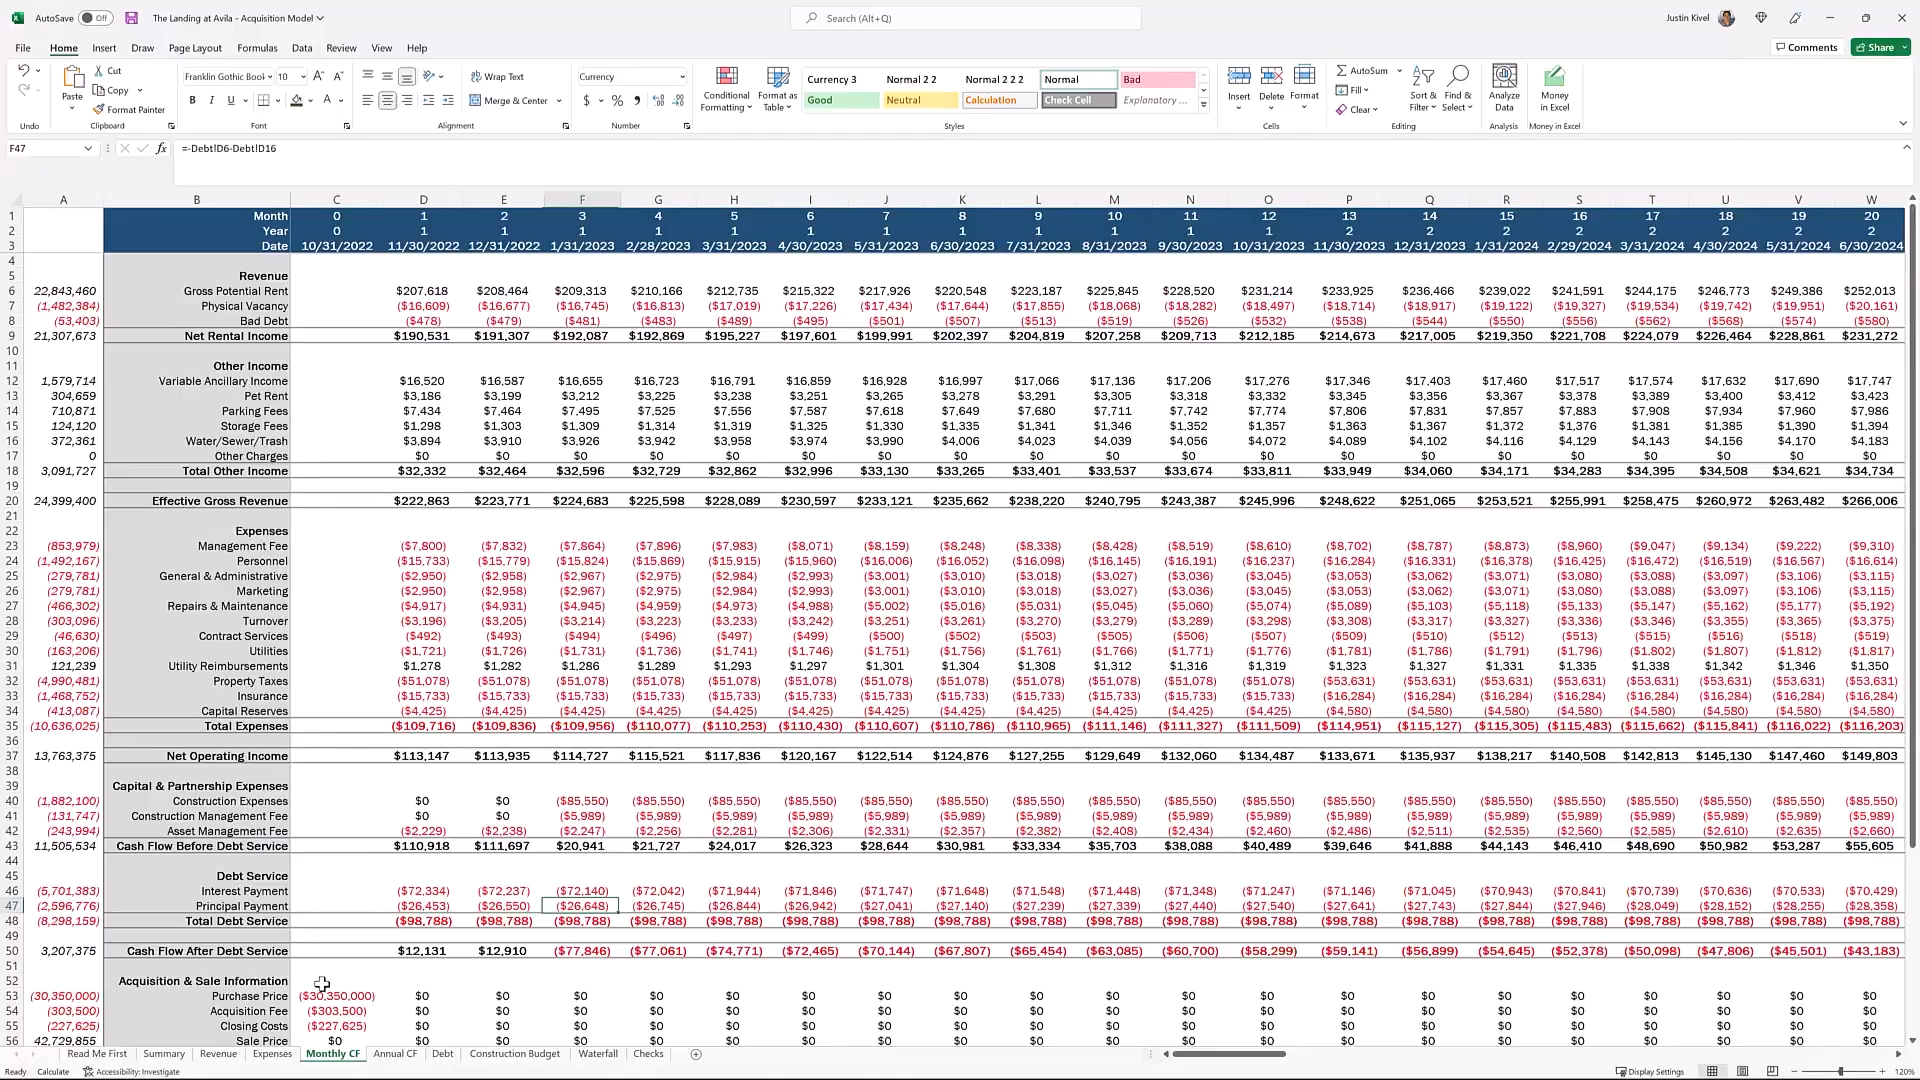 AutoSave Off The Landing at Avila - Acquisition Model Search (Alt+Q) Justin Kivel
File Home Insert Draw Page Layout Formulas Data Review View Help Comments Share
Undo
Paste Cut Copy Format Painter Clipboard
Franklin Gothic Book 10 B I U A Font
Wrap Text Merge & Center Alignment
Currency $ % Number
Conditional Formatting Format as Table
Currency 3 Normal 2 2 Normal 2 2 2 Normal Bad
Good Neutral Calculation Check Cell Explanatory ...
Styles
Insert Delete Format Cells
AutoSum Fill Clear Sort & Filter Find & Select Editing
Analyze Data Analysis
Money in Excel Money in Excel
F47 fx =-Debt!D6-Debt!D16
A B C D E F G H I J K L M N O P Q R S T U V W
1 Month 0 1 2 3 4 5 6 7 8 9 10 11 12 13 14 15 16 17 18 19 20
2 Year 0 1 1 1 1 1 1 1 1 1 1 1 1 2 2 2 2 2 2 2 2
3 Date 10/31/2022 11/30/2022 12/31/2022 1/31/2023 2/28/2023 3/31/2023 4/30/2023 5/31/2023 6/30/2023 7/31/2023 8/31/2023 9/30/2023 10/31/2023 11/30/2023 12/31/2023 1/31/2024 2/29/2024 3/31/2024 4/30/2024 5/31/2024 6/30/2024
4
5 Revenue
6 22,843,460 Gross Potential Rent $207,618 $208,464 $209,313 $210,166 $212,735 $215,322 $217,926 $220,548 $223,187 $225,845 $228,520 $231,214 $233,925 $236,466 $239,022 $241,591 $244,175 $246,773 $249,386 $252,013
7 (1,482,384) Physical Vacancy ($16,609) ($16,677) ($16,745) ($16,813) ($17,019) ($17,226) ($17,434) ($17,644) ($17,855) ($18,068) ($18,282) ($18,497) ($18,714) ($18,917) ($19,122) ($19,327) ($19,534) ($19,742) ($19,951) ($20,161)
8 (53,403) Bad Debt ($478) ($479) ($481) ($483) ($489) ($495) ($501) ($507) ($513) ($519) ($526) ($532) ($538) ($544) ($550) ($556) ($562) ($568) ($574) ($580)
9 21,307,673 Net Rental Income $190,531 $191,307 $192,087 $192,869 $195,227 $197,601 $199,991 $202,397 $204,819 $207,258 $209,713 $212,185 $214,673 $217,005 $219,350 $221,708 $224,079 $226,464 $228,861 $231,272
10
11 Other Income
12 1,579,714 Variable Ancillary Income $16,520 $16,587 $16,655 $16,723 $16,791 $16,859 $16,928 $16,997 $17,066 $17,136 $17,206 $17,276 $17,346 $17,403 $17,460 $17,517 $17,574 $17,632 $17,690 $17,747
13 304,659 Pet Rent $3,186 $3,199 $3,212 $3,225 $3,238 $3,251 $3,265 $3,278 $3,291 $3,305 $3,318 $3,332 $3,345 $3,356 $3,367 $3,378 $3,389 $3,400 $3,412 $3,423
14 710,871 Parking Fees $7,434 $7,464 $7,495 $7,525 $7,556 $7,587 $7,618 $7,649 $7,680 $7,711 $7,742 $7,774 $7,806 $7,831 $7,857 $7,883 $7,908 $7,934 $7,960 $7,986
15 124,120 Storage Fees $1,298 $1,303 $1,309 $1,314 $1,319 $1,325 $1,330 $1,335 $1,341 $1,346 $1,352 $1,357 $1,363 $1,367 $1,372 $1,376 $1,381 $1,385 $1,390 $1,394
16 372,361 Water/Sewer/Trash $3,894 $3,910 $3,926 $3,942 $3,958 $3,974 $3,990 $4,006 $4,023 $4,039 $4,056 $4,072 $4,089 $4,102 $4,116 $4,129 $4,143 $4,156 $4,170 $4,183
17 0 Other Charges $0 $0 $0 $0 $0 $0 $0 $0 $0 $0 $0 $0 $0 $0 $0 $0 $0 $0 $0 $0
18 3,091,727 Total Other Income $32,332 $32,464 $32,596 $32,729 $32,862 $32,996 $33,130 $33,265 $33,401 $33,537 $33,674 $33,811 $33,949 $34,060 $34,171 $34,283 $34,395 $34,508 $34,621 $34,734
19
20 24,399,400 Effective Gross Revenue $222,863 $223,771 $224,683 $225,598 $228,089 $230,597 $233,121 $235,662 $238,220 $240,795 $243,387 $245,996 $248,622 $251,065 $253,521 $255,991 $258,475 $260,972 $263,482 $266,006
21
22 Expenses
23 (853,979) Management Fee ($7,800) ($7,832) ($7,864) ($7,896) ($7,983) ($8,071) ($8,159) ($8,248) ($8,338) ($8,428) ($8,519) ($8,610) ($8,702) ($8,787) ($8,873) ($8,960) ($9,047) ($9,134) ($9,222) ($9,310)
24 (1,492,167) Personnel ($15,733) ($15,779) ($15,824) ($15,869) ($15,915) ($15,960) ($16,006) ($16,052) ($16,098) ($16,145) ($16,191) ($16,237) ($16,284) ($16,331) ($16,378) ($16,425) ($16,472) ($16,519) ($16,567) ($16,614)
25 (279,781) General & Administrative ($2,950) ($2,958) ($2,967) ($2,975) ($2,984) ($2,993) ($3,001) ($3,010) ($3,018) ($3,027) ($3,036) ($3,045) ($3,053) ($3,062) ($3,071) ($3,080) ($3,088) ($3,097) ($3,106) ($3,115)
26 (279,781) Marketing ($2,950) ($2,958) ($2,967) ($2,975) ($2,984) ($2,993) ($3,001) ($3,010) ($3,018) ($3,027) ($3,036) ($3,045) ($3,053) ($3,062) ($3,071) ($3,080) ($3,088) ($3,097) ($3,106) ($3,115)
27 (466,302) Repairs & Maintenance ($4,917) ($4,931) ($4,945) ($4,959) ($4,973) ($4,988) ($5,002) ($5,016) ($5,031) ($5,045) ($5,060) ($5,074) ($5,089) ($5,103) ($5,118) ($5,133) ($5,147) ($5,162) ($5,177) ($5,192)
28 (303,096) Turnover ($3,196) ($3,205) ($3,214) ($3,223) ($3,233) ($3,242) ($3,251) ($3,261) ($3,270) ($3,279) ($3,289) ($3,298) ($3,308) ($3,317) ($3,327) ($3,336) ($3,346) ($3,355) ($3,365) ($3,375)
29 (46,630) Contract Services ($492) ($493) ($494) ($496) ($497) ($499) ($500) ($502) ($503) ($505) ($506) ($507) ($509) ($510) ($512) ($513) ($515) ($516) ($518) ($519)
30 (163,206) Utilities ($1,721) ($1,726) ($1,731) ($1,736) ($1,741) ($1,746) ($1,751) ($1,756) ($1,761) ($1,766) ($1,771) ($1,776) ($1,781) ($1,786) ($1,791) ($1,796) ($1,802) ($1,807) ($1,812) ($1,817)
31 121,239 Utility Reimbursements $1,278 $1,282 $1,286 $1,289 $1,293 $1,297 $1,301 $1,304 $1,308 $1,312 $1,316 $1,319 $1,323 $1,327 $1,331 $1,335 $1,338 $1,342 $1,346 $1,350
32 (4,990,481) Property Taxes ($51,078) ($51,078) ($51,078) ($51,078) ($51,078) ($51,078) ($51,078) ($51,078) ($51,078) ($51,078) ($51,078) ($51,078) ($53,631) ($53,631) ($53,631) ($53,631) ($53,631) ($53,631) ($53,631) ($53,631)
33 (1,468,752) Insurance ($15,733) ($15,733) ($15,733) ($15,733) ($15,733) ($15,733) ($15,733) ($15,733) ($15,733) ($15,733) ($15,733) ($15,733) ($16,284) ($16,284) ($16,284) ($16,284) ($16,284) ($16,284) ($16,284) ($16,284)
34 (413,087) Capital Reserves ($4,425) ($4,425) ($4,425) ($4,425) ($4,425) ($4,425) ($4,425) ($4,425) ($4,425) ($4,425) ($4,425) ($4,425) ($4,580) ($4,580) ($4,580) ($4,580) ($4,580) ($4,580) ($4,580) ($4,580)
35 (10,636,025) Total Expenses ($109,716) ($109,836) ($109,956) ($110,077) ($110,253) ($110,430) ($110,607) ($110,786) ($110,965) ($111,146) ($111,327) ($111,509) ($114,951) ($115,127) ($115,305) ($115,483) ($115,662) ($115,841) ($116,022) ($116,203)
36
37 13,763,375 Net Operating Income $113,147 $113,935 $114,727 $115,521 $117,836 $120,167 $122,514 $124,876 $127,255 $129,649 $132,060 $134,487 $133,671 $135,937 $138,217 $140,508 $142,813 $145,130 $147,460 $149,803
38
39 Capital & Partnership Expenses
40 (1,882,100) Construction Expenses $0 $0 ($85,550) ($85,550) ($85,550) ($85,550) ($85,550) ($85,550) ($85,550) ($85,550) ($85,550) ($85,550) ($85,550) ($85,550) ($85,550) ($85,550) ($85,550) ($85,550) ($85,550) ($85,550)
41 (131,747) Construction Management Fee $0 $0 ($5,989) ($5,989) ($5,989) ($5,989) ($5,989) ($5,989) ($5,989) ($5,989) ($5,989) ($5,989) ($5,989) ($5,989) ($5,989) ($5,989) ($5,989) ($5,989) ($5,989) ($5,989)
42 (243,994) Asset Management Fee ($2,229) ($2,238) ($2,247) ($2,256) ($2,281) ($2,306) ($2,331) ($2,357) ($2,382) ($2,408) ($2,434) ($2,460) ($2,486) ($2,511) ($2,535) ($2,560) ($2,585) ($2,610) ($2,635) ($2,660)
43 11,505,534 Cash Flow Before Debt Service $110,918 $111,697 $20,941 $21,727 $24,017 $26,323 $28,644 $30,981 $33,334 $35,703 $38,088 $40,489 $39,646 $41,888 $44,143 $46,410 $48,690 $50,982 $53,287 $55,605
44
45 Debt Service
46 (5,701,383) Interest Payment ($72,334) ($72,237) ($72,140) ($72,042) ($71,944) ($71,846) ($71,747) ($71,648) ($71,548) ($71,448) ($71,348) ($71,247) ($71,146) ($71,045) ($70,943) ($70,841) ($70,739) ($70,636) ($70,533) ($70,429)
47 (2,596,776) Principal Payment ($26,453) ($26,550) ($26,648) ($26,745) ($26,844) ($26,942) ($27,041) ($27,140) ($27,239) ($27,339) ($27,440) ($27,540) ($27,641) ($27,743) ($27,844) ($27,946) ($28,049) ($28,152) ($28,255) ($28,358)
48 (8,298,159) Total Debt Service ($98,788) ($98,788) ($98,788) ($98,788) ($98,788) ($98,788) ($98,788) ($98,788) ($98,788) ($98,788) ($98,788) ($98,788) ($98,788) ($98,788) ($98,788) ($98,788) ($98,788) ($98,788) ($98,788) ($98,788)
49
50 3,207,375 Cash Flow After Debt Service $12,131 $12,910 ($77,846) ($77,061) ($74,771) ($72,465) ($70,144) ($67,807) ($65,454) ($63,085) ($60,700) ($58,299) ($59,141) ($56,899) ($54,645) ($52,378) ($50,098) ($47,806) ($45,501) ($43,183)
51
52 Acquisition & Sale Information
53 (30,350,000) Purchase Price ($30,350,000) $0 $0 $0 $0 $0 $0 $0 $0 $0 $0 $0 $0 $0 $0 $0 $0 $0 $0 $0 $0
54 (303,500) Acquisition Fee ($303,500) $0 $0 $0 $0 $0 $0 $0 $0 $0 $0 $0 $0 $0 $0 $0 $0 $0 $0 $0 $0
55 (227,625) Closing Costs ($227,625) $0 $0 $0 $0 $0 $0 $0 $0 $0 $0 $0 $0 $0 $0 $0 $0 $0 $0 $0 $0
56 42,729,855 Sale Price $0 $0 $0 $0 $0 $0 $0 $0 $0 $0 $0 $0 $0 $0 $0 $0 $0 $0 $0 $0 $0
Read Me First Summary Revenue Expenses Monthly CF Annual CF Debt Construction Budget Waterfall Checks
Ready Calculate Accessibility: Investigate Display Settings 120%